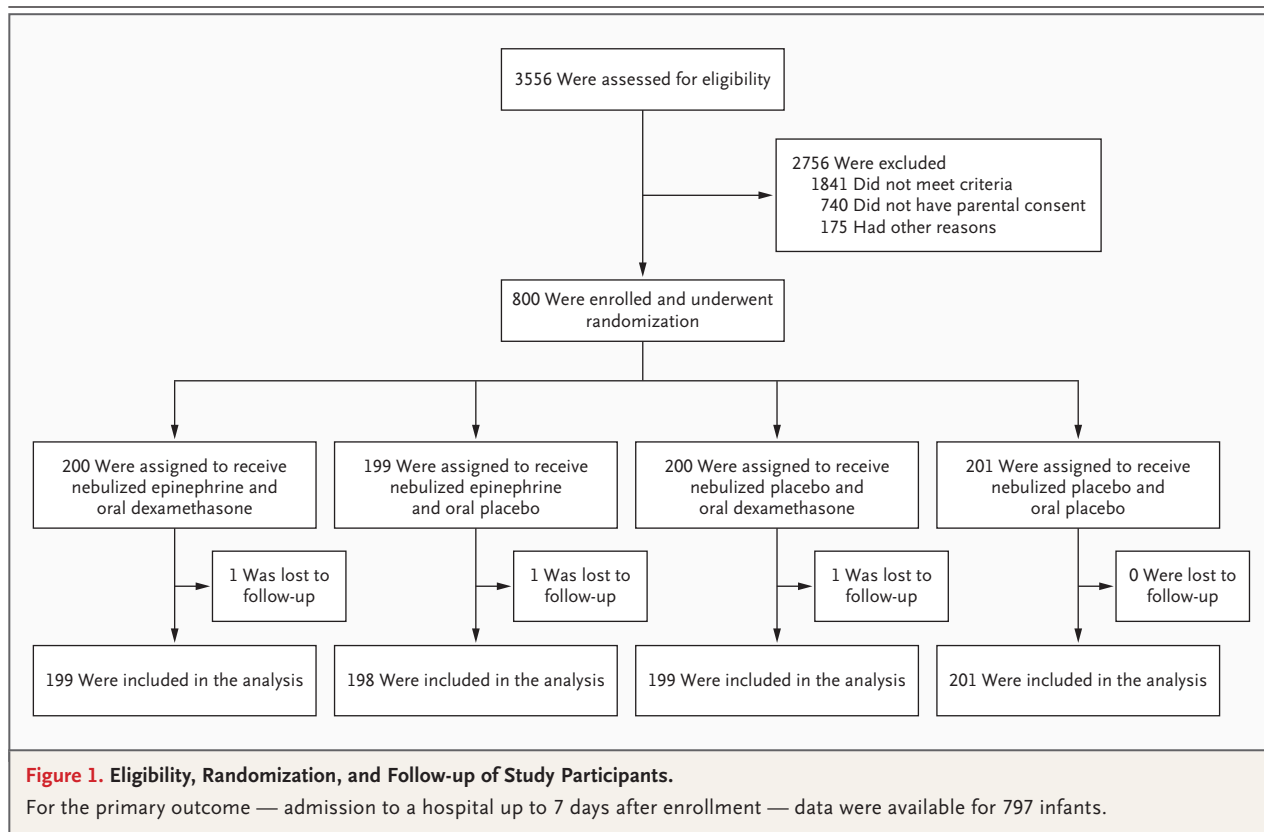 3556 Were assessed for eligibility
2756 Were excluded
1841 Did not meet criteria
740 Did not have parental consent
175 Had other reasons
800 Were enrolled and underwent
randomization
200 Were assigned to receive
nebulized epinephrine and
oral dexamethasone
199 Were assigned to receive
nebulized epinephrine
and oral placebo
200 Were assigned to receive
nebulized placebo and
oral dexamethasone
201 Were assigned to receive
nebulized placebo and
oral placebo
1 Was lost to
follow-up
1 Was lost to
follow-up
1 Was lost to
follow-up
0 Were lost to
follow-up
199 Were included in the analysis
198 Were included in the analysis
199 Were included in the analysis
201 Were included in the analysis
Figure 1. Eligibility, Randomization, and Follow-up of Study Participants.
For the primary outcome — admission to a hospital up to 7 days after enrollment — data were available for 797 infants.